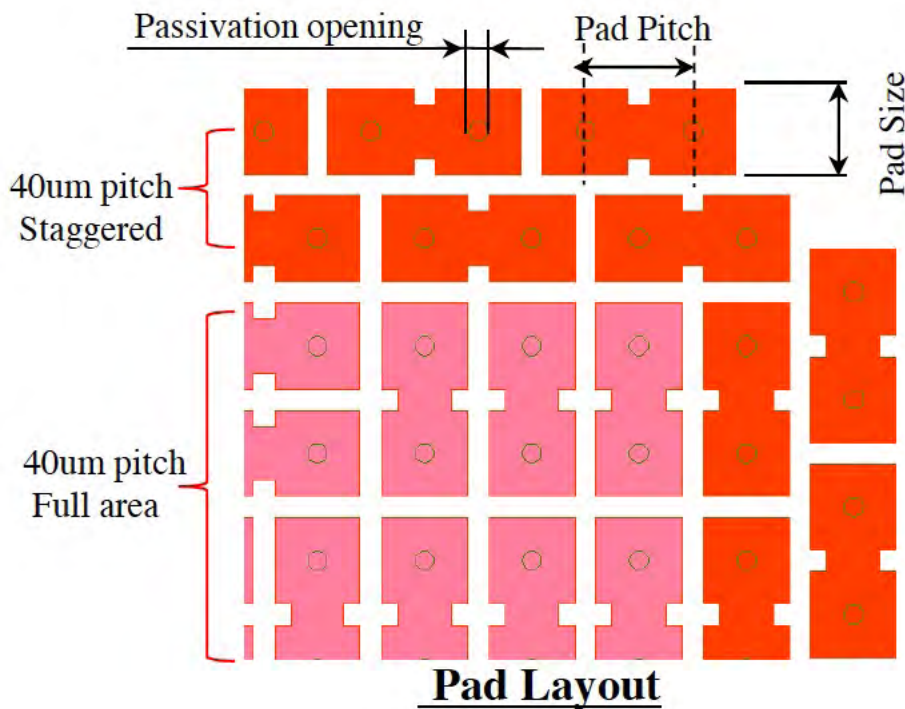 Passivation opening
Pad Pitch
Pad Size
40um pitch
Staggered
40um pitch
Full area
Pad Layout